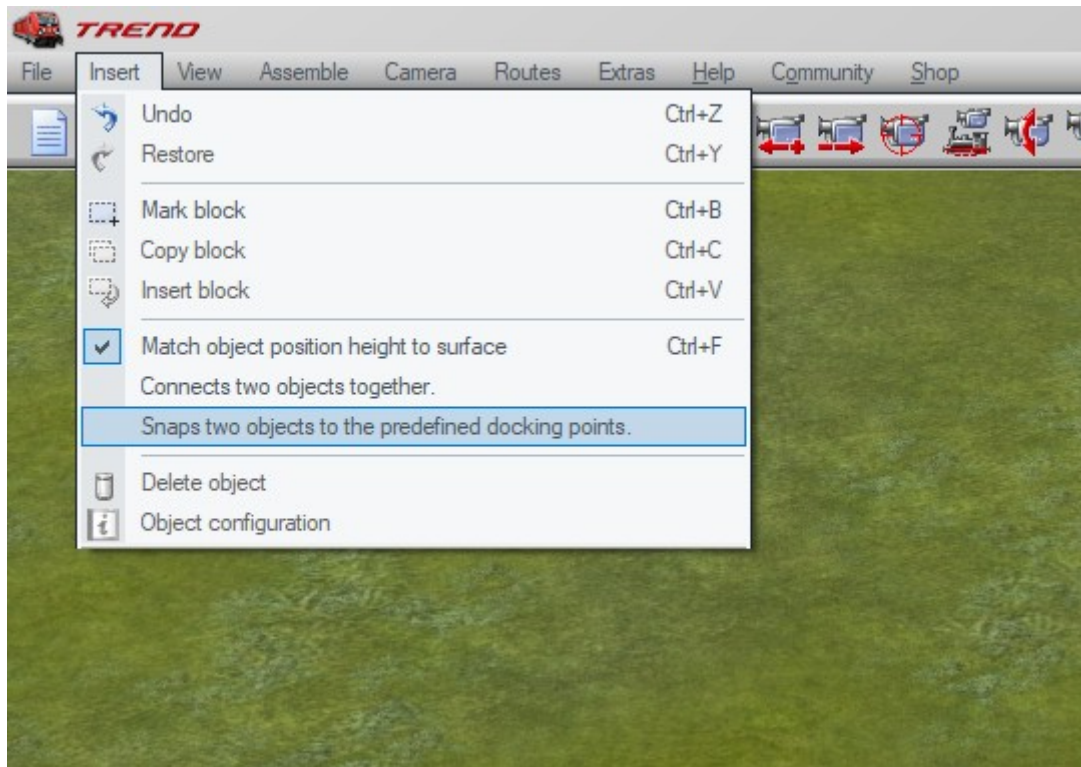 TREND
File Insert View Assemble Camera Routes Extras Help Community Shop
Undo Ctrl+Z
Restore Ctrl+Y
Mark block Ctrl+B
Copy block Ctrl+C
Insert block Ctrl+V
Match object position height to surface Ctrl+F
Connects two objects together.
Snaps two objects to the predefined docking points.
Delete object
Object configuration